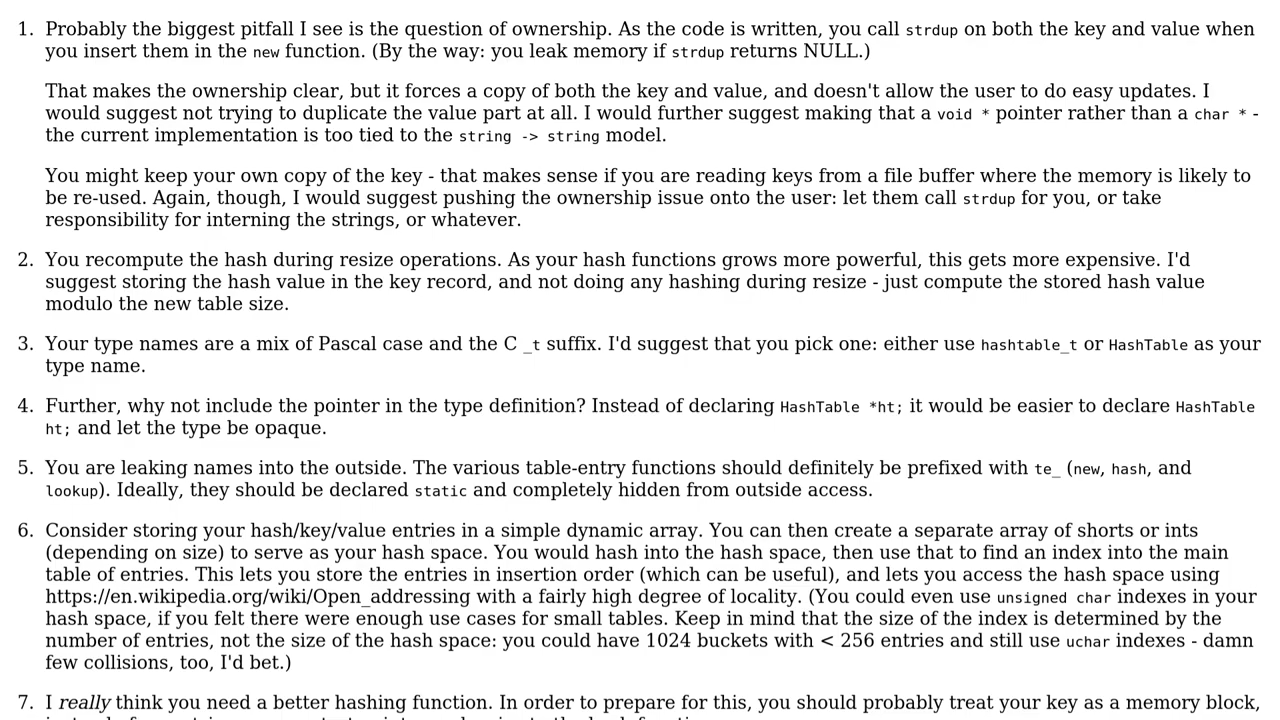 1. Probably the biggest pitfall I see is the question of ownership. As the code is written, you call strdup on both the key and value when
you insert them in the new function. (By the way: you leak memory if strdup returns NULL.)
That makes the ownership clear, but it forces a copy of both the key and value, and doesn't allow the user to do easy updates. I
would suggest not trying to duplicate the value part at all. I would further suggest making that a void * pointer rather than a char * -
the current implementation is too tied to the string -> string model.
You might keep your own copy of the key - that makes sense if you are reading keys from a file buffer where the memory is likely to
be re-used. Again, though, I would suggest pushing the ownership issue onto the user: let them call strdup for you, or take
responsibility for interning the strings, or whatever.
2. You recompute the hash during resize operations. As your hash functions grows more powerful, this gets more expensive. I'd
suggest storing the hash value in the key record, and not doing any hashing during resize - just compute the stored hash value
modulo the new table size.
3. Your type names are a mix of Pascal case and the C _t suffix. I'd suggest that you pick one: either use hashtable_t or HashTable as your
type name.
4. Further, why not include the pointer in the type definition? Instead of declaring HashTable *ht; it would be easier to declare HashTable
ht; and let the type be opaque.
5. You are leaking names into the outside. The various table-entry functions should definitely be prefixed with te_ (new, hash, and
lookup). Ideally, they should be declared static and completely hidden from outside access.
6. Consider storing your hash/key/value entries in a simple dynamic array. You can then create a separate array of shorts or ints
(depending on size) to serve as your hash space. You would hash into the hash space, then use that to find an index into the main
table of entries. This lets you store the entries in insertion order (which can be useful), and lets you access the hash space using
https://en.wikipedia.org/wiki/Open_addressing with a fairly high degree of locality. (You could even use unsigned char indexes in your
hash space, if you felt there were enough use cases for small tables. Keep in mind that the size of the index is determined by the
number of entries, not the size of the hash space: you could have 1024 buckets with < 256 entries and still use uchar indexes - damn
few collisions, too, I'd bet.)
7. I really think you need a better hashing function. In order to prepare for this, you should probably treat your key as a memory block,